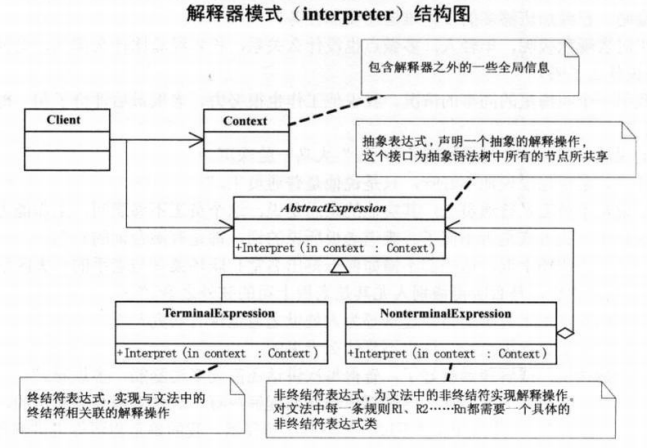 解释器模式（interpreter）结构图
包含解释器之外的一些全局信息
Client
Context
抽象表达式，声明一个抽象的解释操作，
这个接口为抽象语法树中所有的节点所共享
AbstractExpression
+Interpret(in context : Context)
TerminalExpression
+Interpret(in context : Context)
NonterminalExpression
+Interpret(in context : Context)
终结符表达式，实现与文法中的
终结符相关联的解释操作
非终结符表达式，为文法中的非终结符实现解释操作。
对文法中每一条规则R1、R2……Rn都需要一个具体的
非终结符表达式类